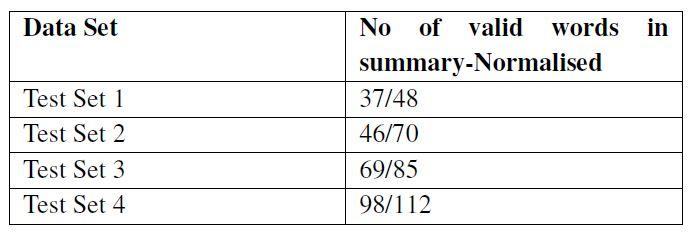 Data Set
No of valid words in
summary-Normalised
Test Set 1
37/48
Test Set 2
46/70
Test Set 3
69/85
Test Set 4
98/112